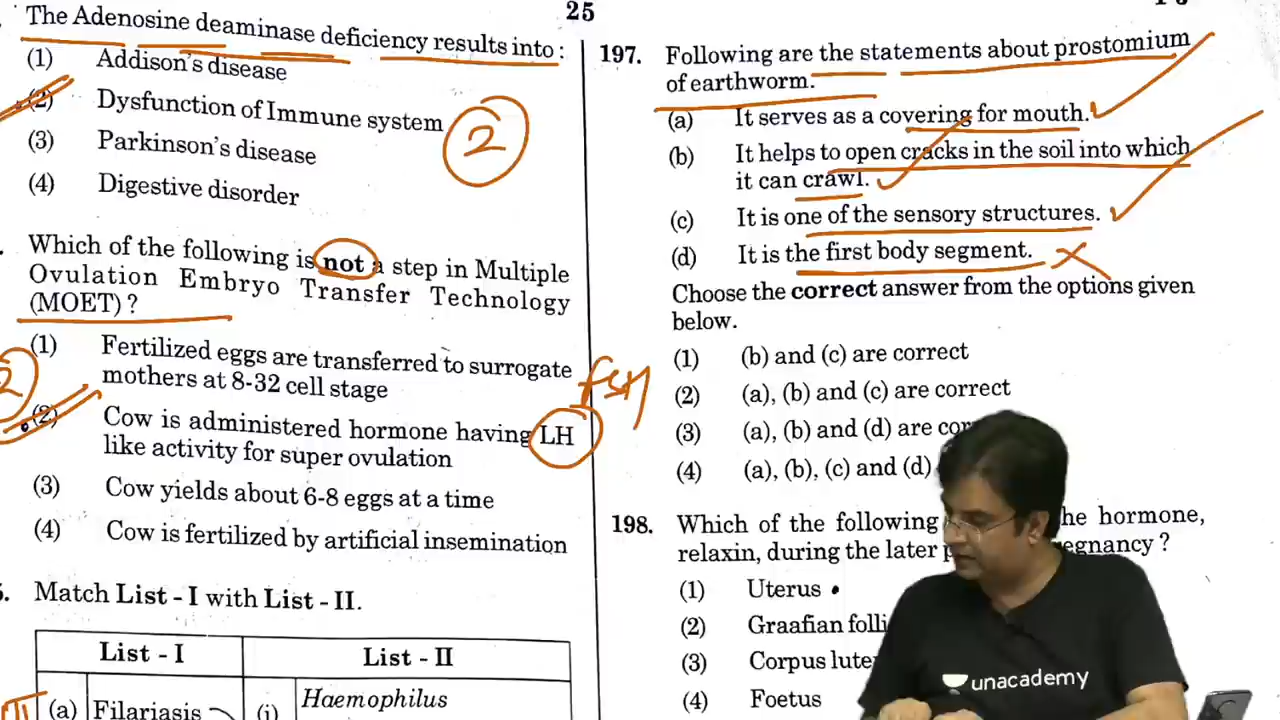 25
The Adenosine deaminase deficiency results into :
(1) Addison's disease
(2) Dysfunction of Immune system
2
(3) Parkinson's disease
(4) Digestive disorder
Which of the following is not a step in Multiple
Ovulation Embryo Transfer Technology
(MOET) ?
(1) Fertilized eggs are transferred to surrogate
mothers at 8-32 cell stage
2
FSH
(2) Cow is administered hormone having LH
like activity for super ovulation
(3) Cow yields about 6-8 eggs at a time
(4) Cow is fertilized by artificial insemination
Match List - I with List - II.
List - I List - II
(a) Filariasis (i) Haemophilus
197. Following are the statements about prostomium
of earthworm.
(a) It serves as a covering for mouth.
(b) It helps to open cracks in the soil into which
it can crawl.
(c) It is one of the sensory structures.
(d) It is the first body segment.
Choose the correct answer from the options given
below.
(1) (b) and (c) are correct
(2) (a), (b) and (c) are correct
(3) (a), (b) and (d) are
(4) (a), (b), (c) and (d)
198. Which of the following hormone,
relaxin, during the later
(1) Uterus
(2) Graafian
(3) Corpus
(4) Foetus
unacademy